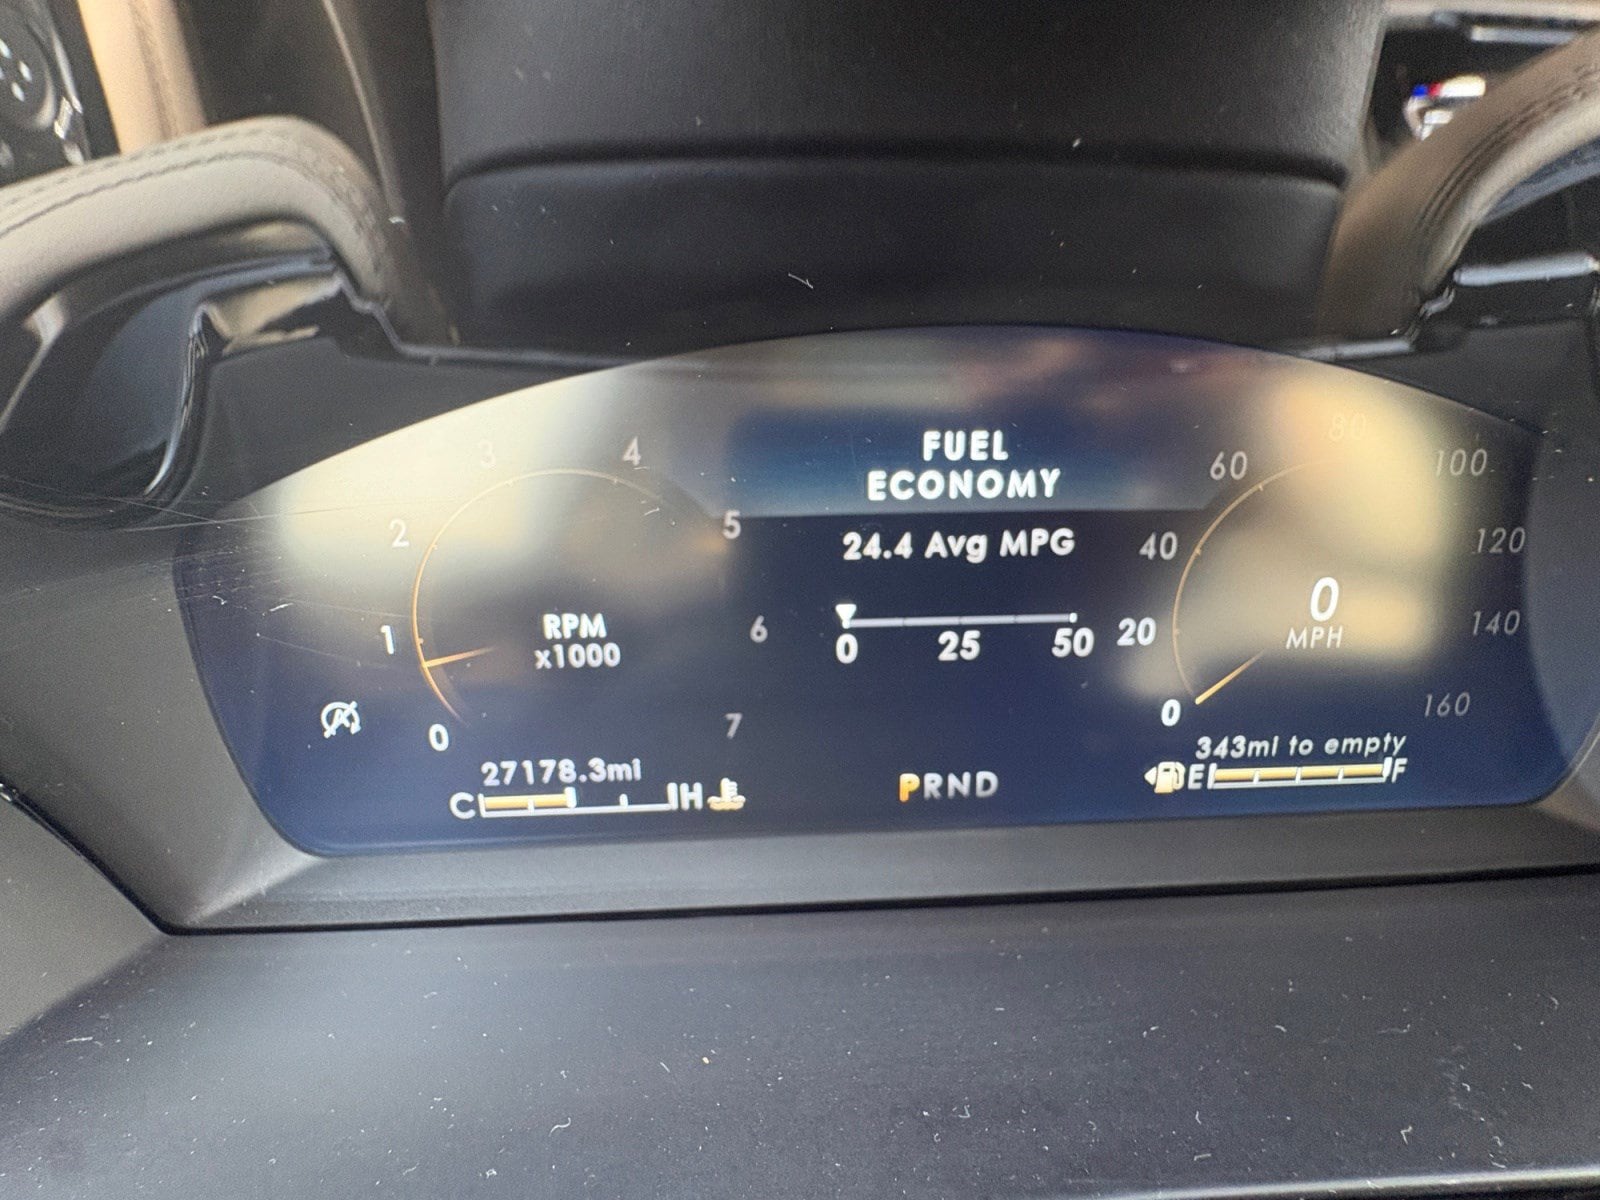 FUEL
ECONOMY
24.4 Avg MPG
0 25 50
0 1 2 3 4 5 6 7
RPM
x1000
0 20 40 60 80 100 120 140 160
0
MPH
A
27178.3mi
C H
PRND
343mi to empty
E F